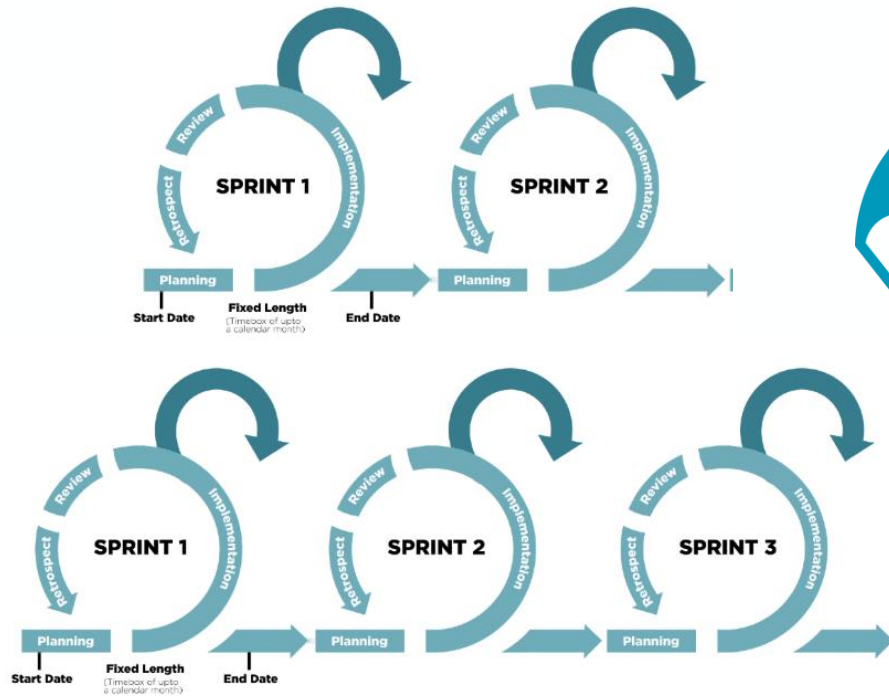 Review
Implementation
Retrospect
SPRINT 1
Planning
Start Date
Fixed Length
(Timebox of upto
a calendar month)
End Date
Review
Implementation
Retrospect
SPRINT 2
Planning
Review
Implementation
Retrospect
SPRINT 1
Planning
Start Date
Fixed Length
(Timebox of upto
a calendar month)
End Date
Review
Implementation
Retrospect
SPRINT 2
Planning
Review
Implementation
Retrospect
SPRINT 3
Planning